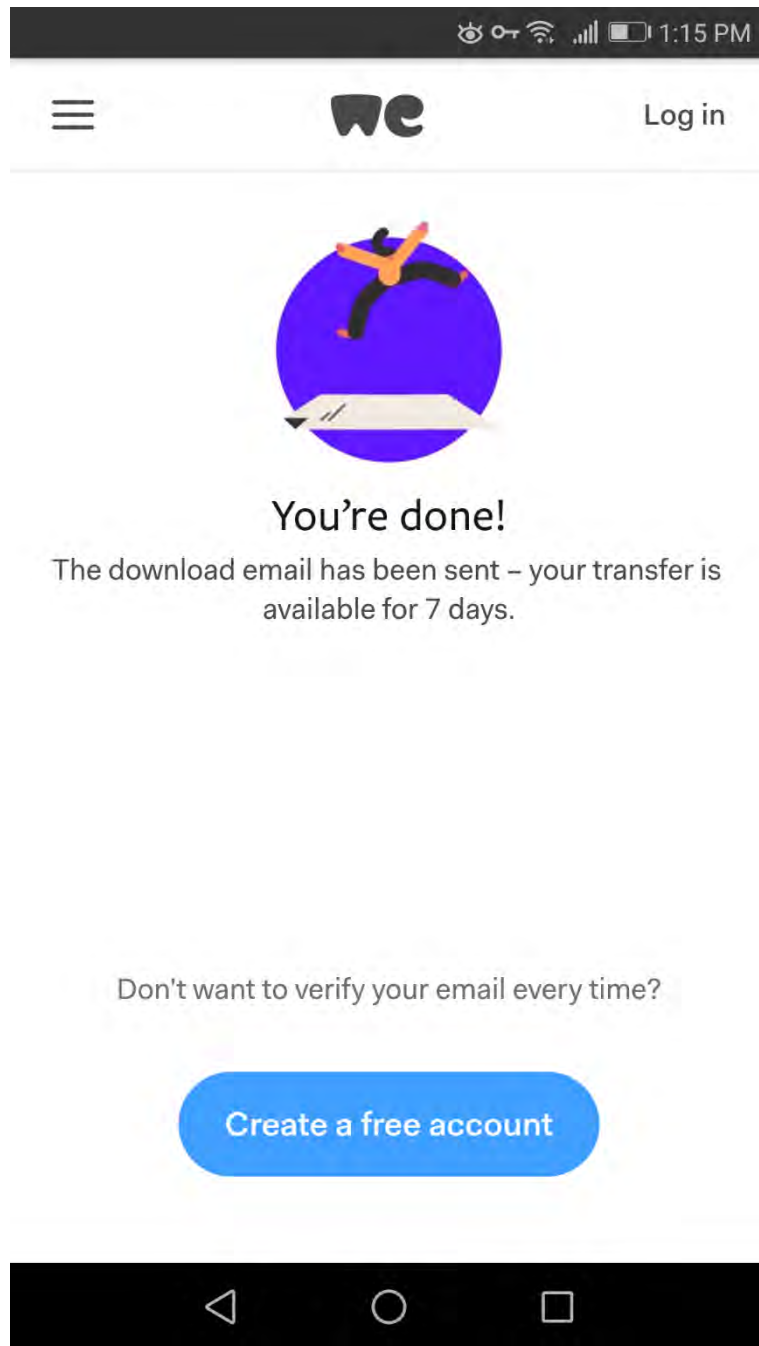 1:15 PM
we
Log in
You’re done!
The download email has been sent – your transfer is
available for 7 days.
Don't want to verify your email every time?
Create a free account